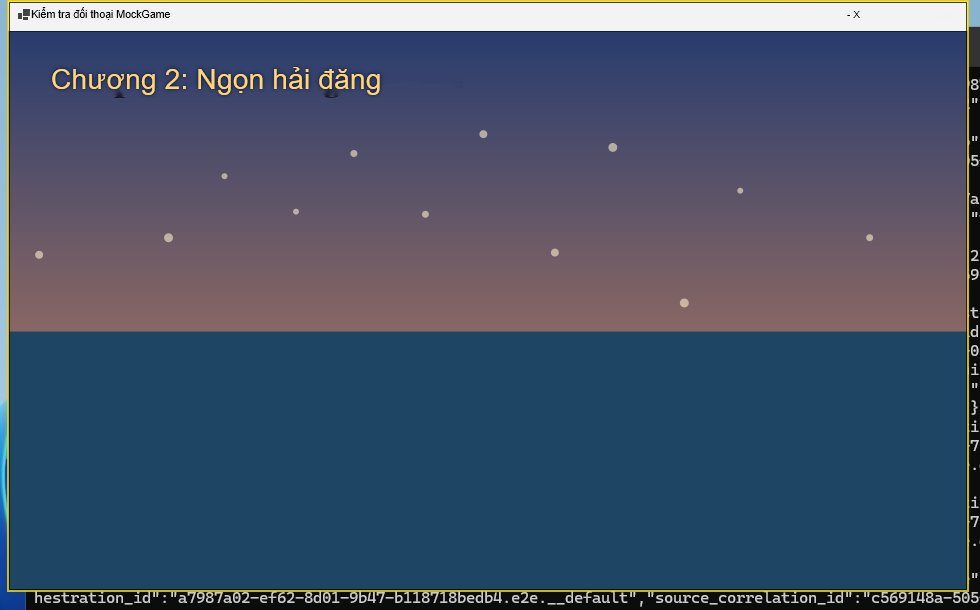 Kiểm tra đối thoại MockGame
- X
Chương 2: Ngọn hải đăng
hestration_id":"a7987a02-ef62-8d01-9b47-b118718bedb4.e2e.__default","source_correlation_id":"c569148a-505